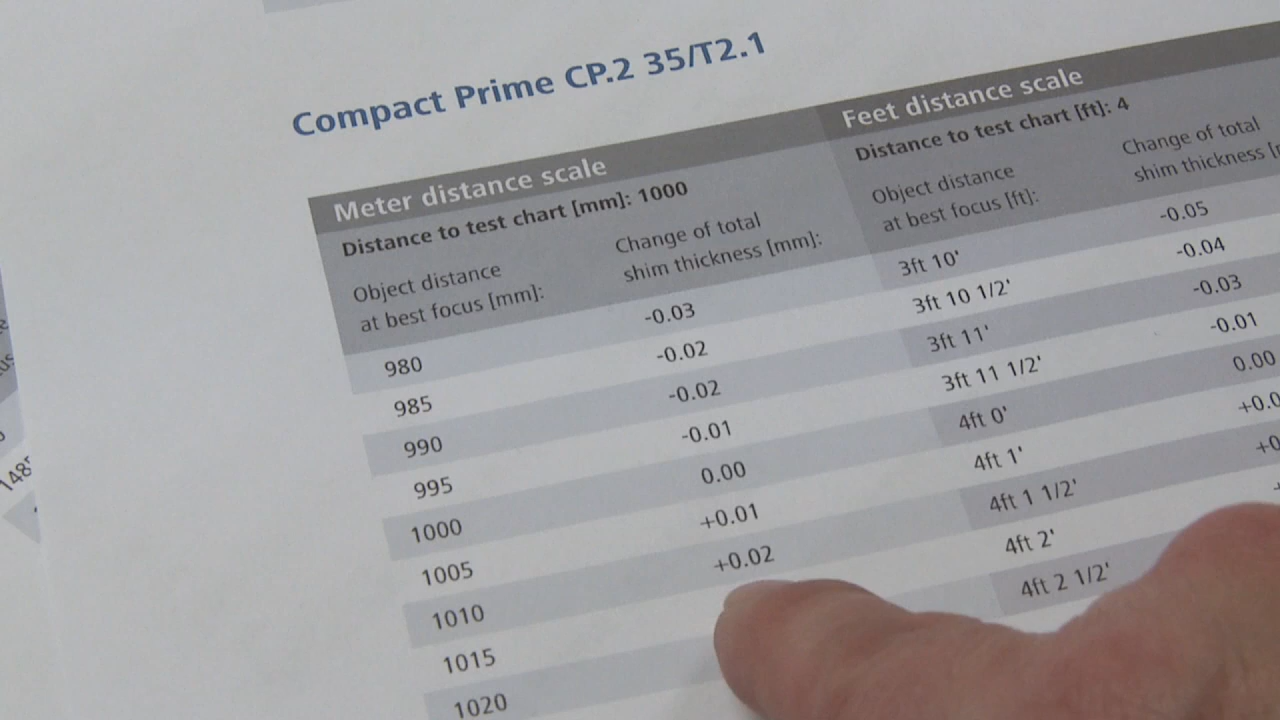 Compact Prime CP.2 35/T2.1
Meter distance scale Feet distance scale
Distance to test chart [mm]: 1000 Distance to test chart [ft]: 4
Object distance Change of total Object distance Change of total
at best focus [mm]: shim thickness [mm]: at best focus [ft]: shim thickness
980 -0.03 3ft 10' -0.05
985 -0.02 3ft 10 1/2' -0.04
990 -0.02 3ft 11' -0.03
995 -0.01 3ft 11 1/2' -0.01
1000 0.00 4ft 0' 0.00
1005 +0.01 4ft 1' +0.0
1010 +0.02 4ft 1 1/2' +0
1015 4ft 2'
1020 4ft 2 1/2'